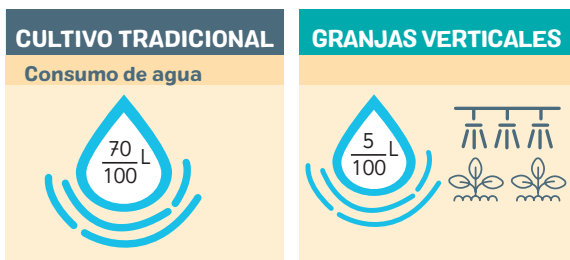 CULTIVO TRADICIONAL
Consumo de agua
70
100 L
GRANJAS VERTICALES
5
100 L